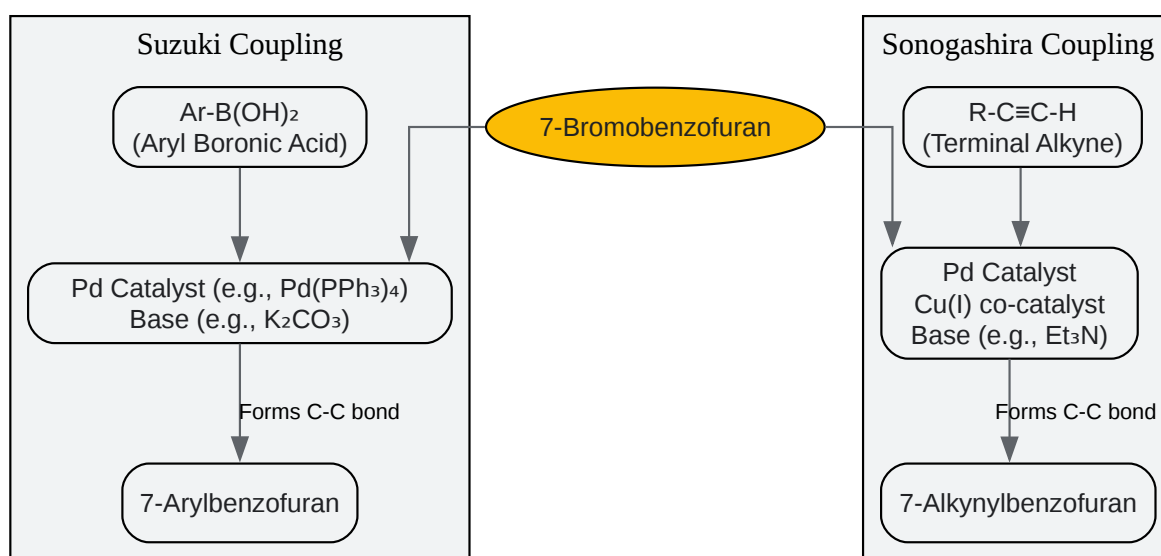 Suzuki Coupling
Ar-B(OH)₂
(Aryl Boronic Acid)
Pd Catalyst (e.g., Pd(PPh₃)₄)
Base (e.g., K₂CO₃)
Forms C-C bond
7-Arylbenzofuran
7-Bromobenzofuran
Sonogashira Coupling
R-C≡C-H
(Terminal Alkyne)
Pd Catalyst
Cu(I) co-catalyst
Base (e.g., Et₃N)
Forms C-C bond
7-Alkynylbenzofuran